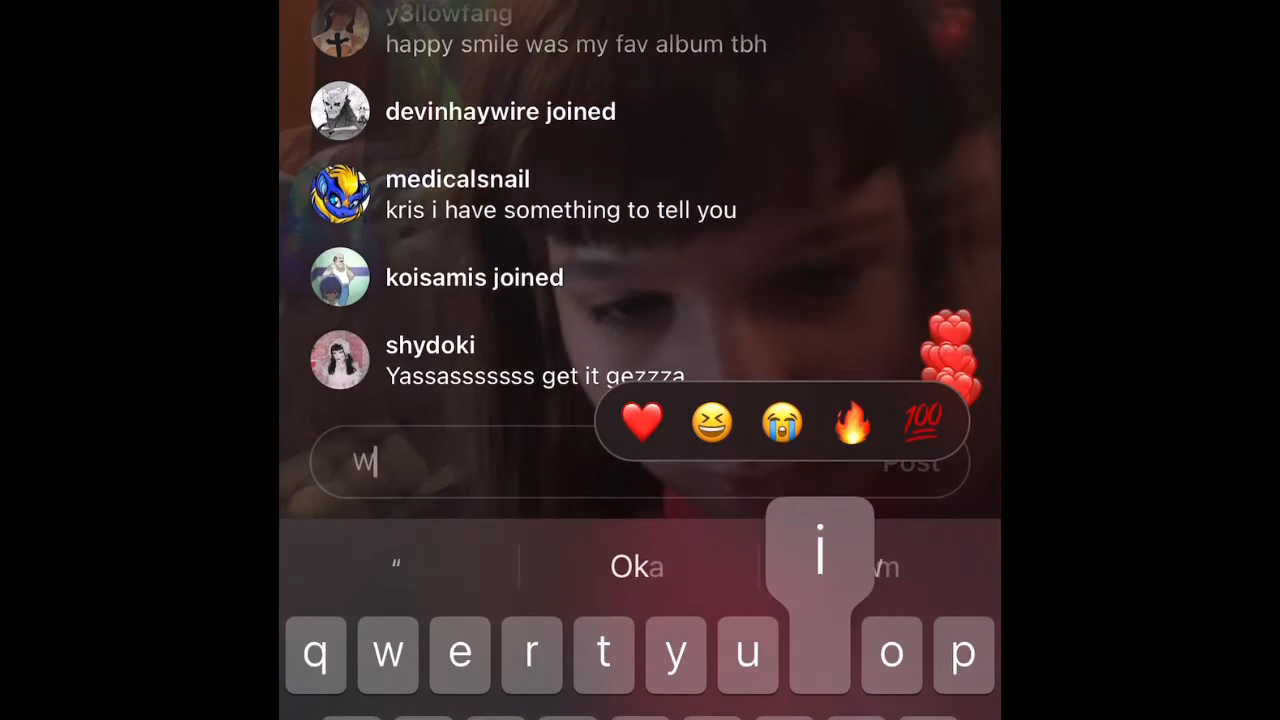 y3llowfang
happy smile was my fav album tbh
devinhaywire joined
medicalsnail
kris i have something to tell you
koisamis joined
shydoki
Yassasssssss get it gezzza
💯
W
Post
“
Oka
i
q w e r t y u o p